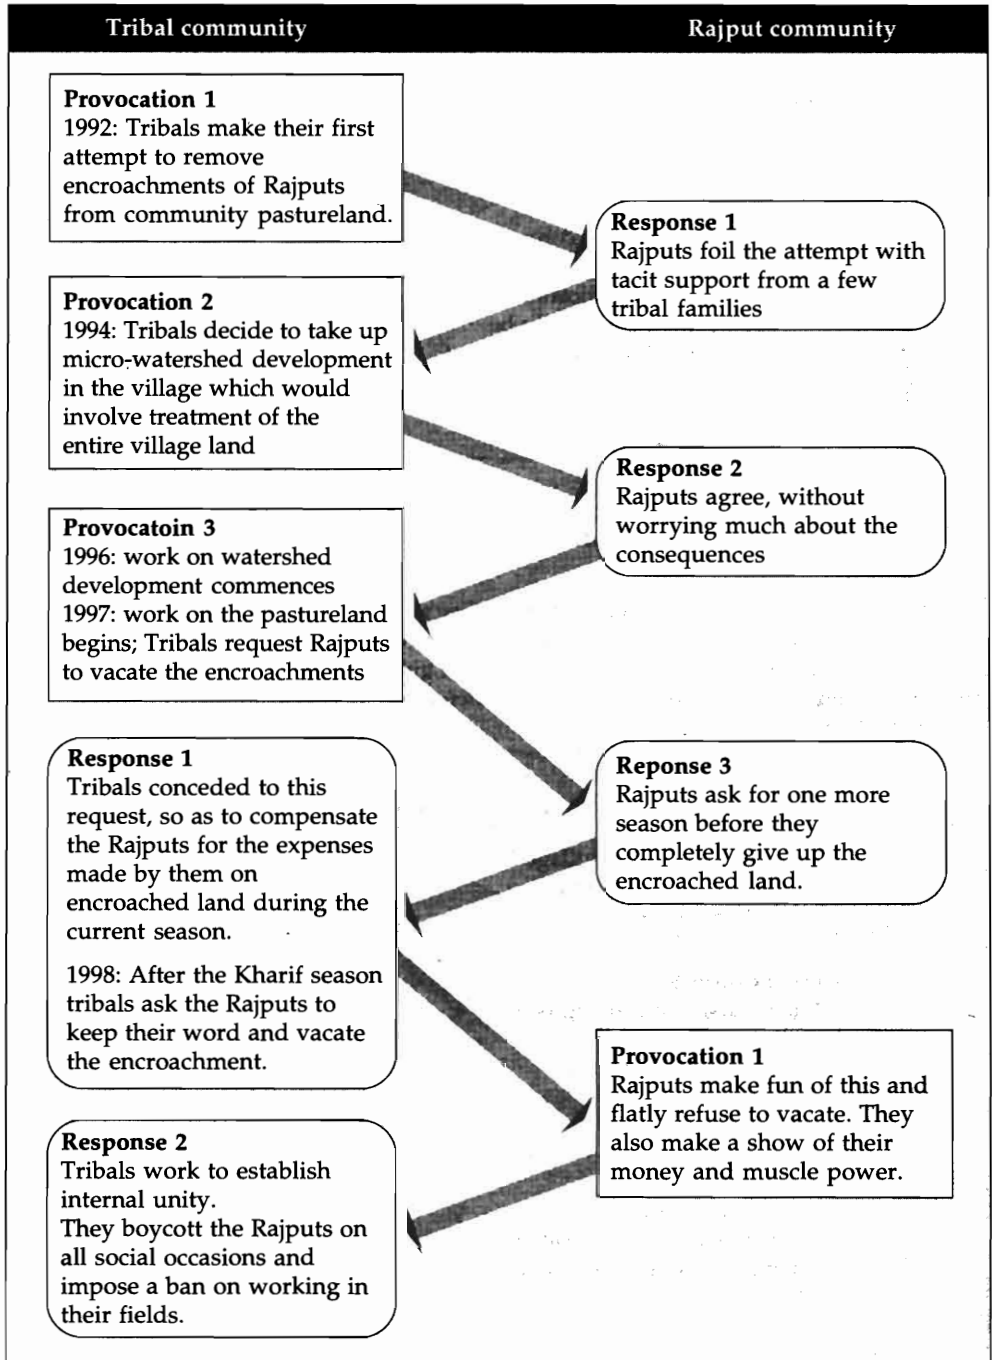 Tribal community
Rajput community
Provocation 1
1992: Tribals make their first
attempt to remove
encroachments of Rajputs
from community pastureland.
Response 1
Rajputs foil the attempt with
tacit support from a few
tribal families
Provocation 2
1994: Tribals decide to take up
micro-watershed development
in the village which would
involve treatment of the
entire village land
Response 2
Rajputs agree, without
worrying much about the
consequences
Provocatoin 3
1996: work on watershed
development commences
1997: work on the pastureland
begins; Tribals request Rajputs
to vacate the encroachments
Reponse 3
Rajputs ask for one more
season before they
completely give up the
encroached land.
Response 1
Tribals conceded to this
request, so as to compensate
the Rajputs for the expenses
made by them on
encroached land during the
current season.
1998: After the Kharif season
tribals ask the Rajputs to
keep their word and vacate
the encroachment.
Provocation 1
Rajputs make fun of this and
flatly refuse to vacate. They
also make a show of their
money and muscle power.
Response 2
Tribals work to establish
internal unity.
They boycott the Rajputs on
all social occasions and
impose a ban on working in
their fields.